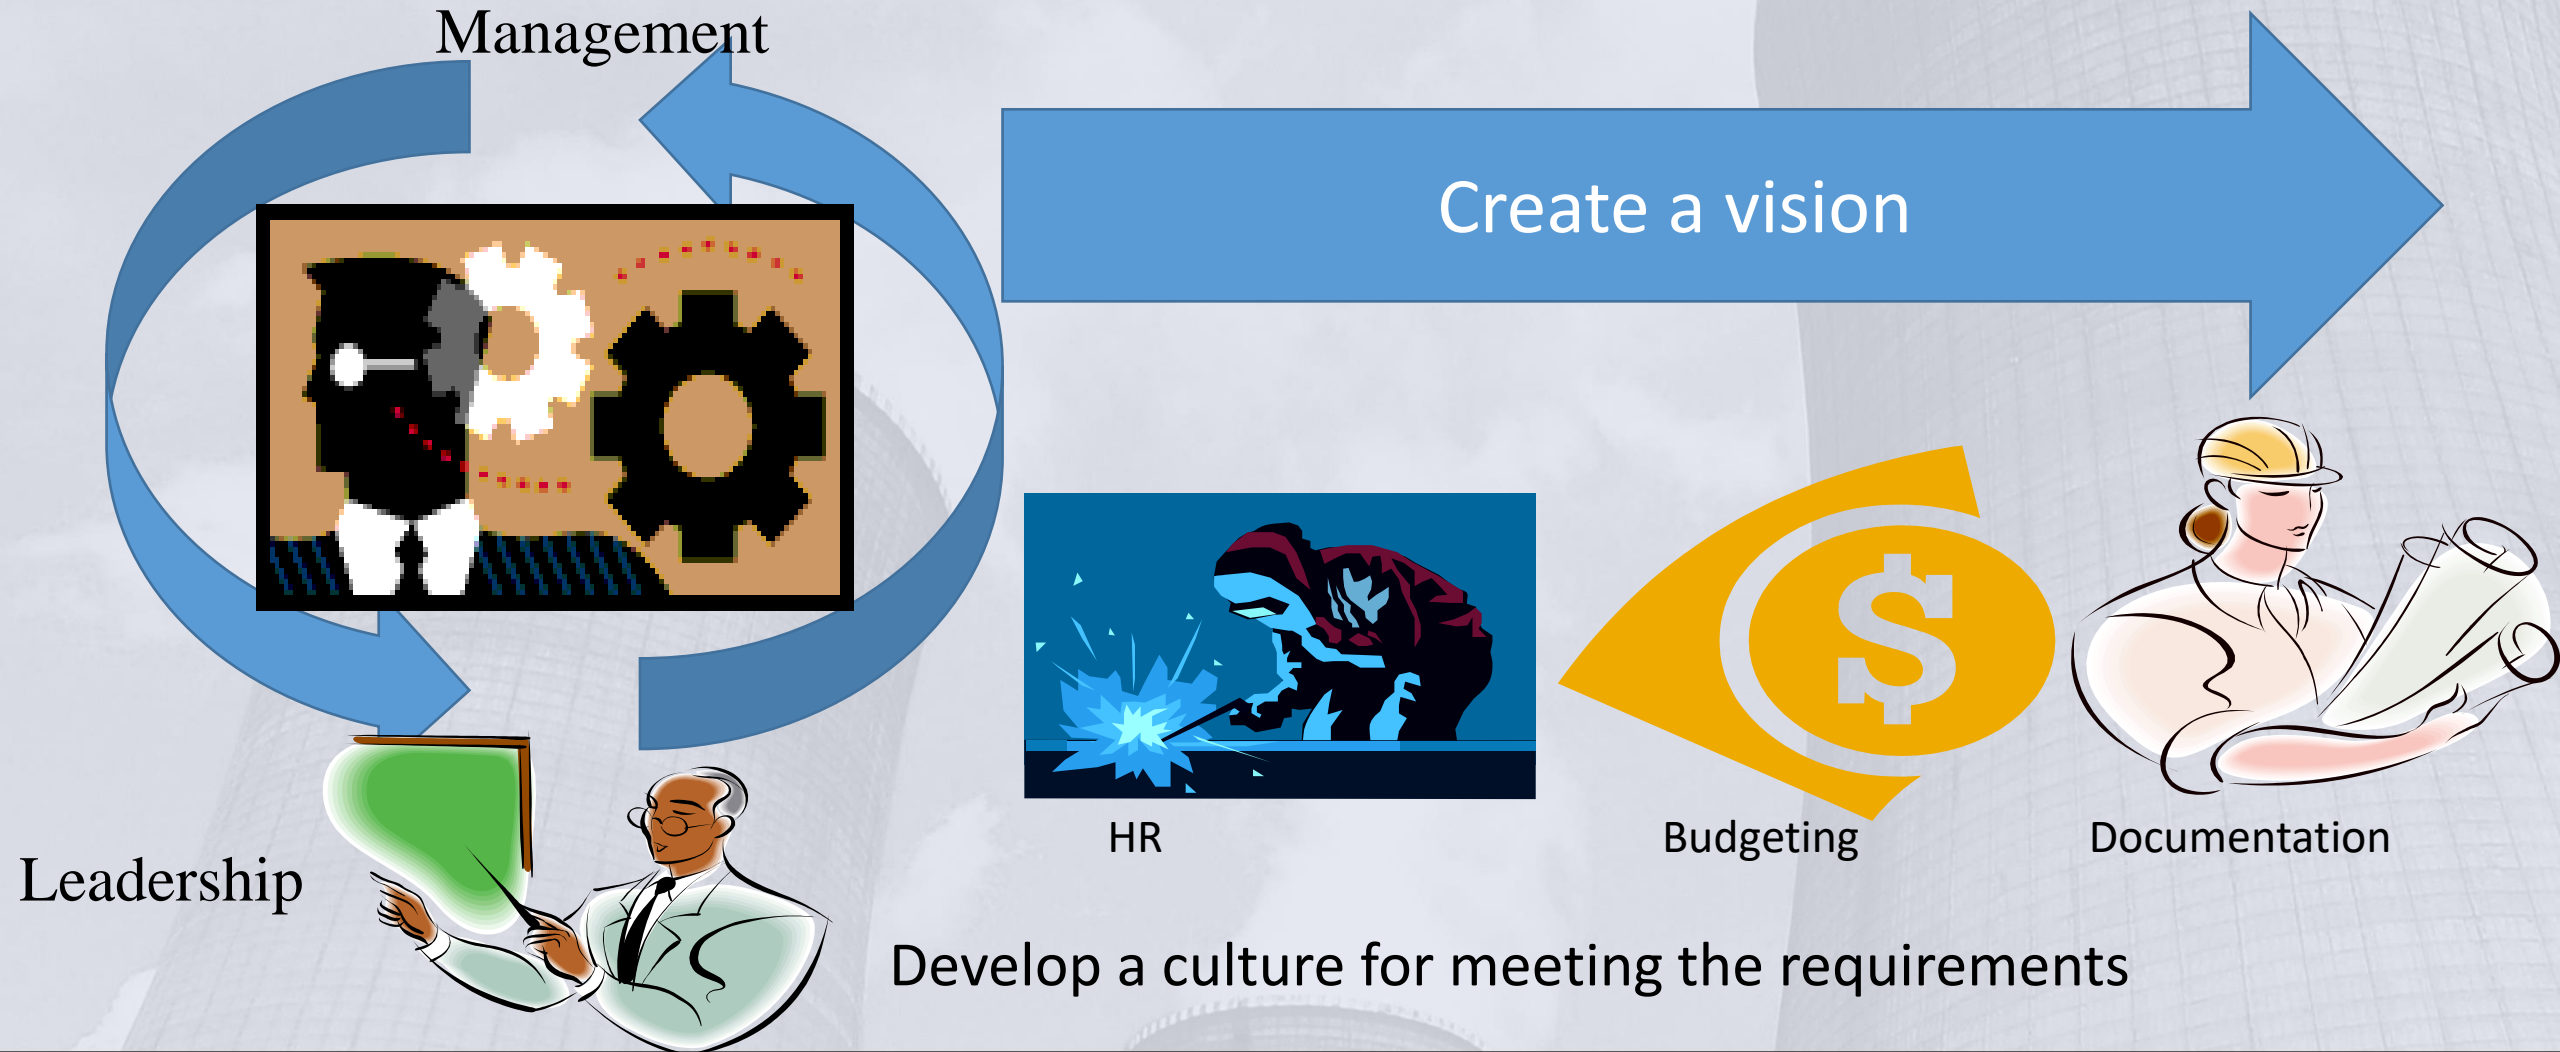 Management
Create a vision
$
HR
Budgeting
Documentation
Leadership
Develop a culture for meeting the requirements